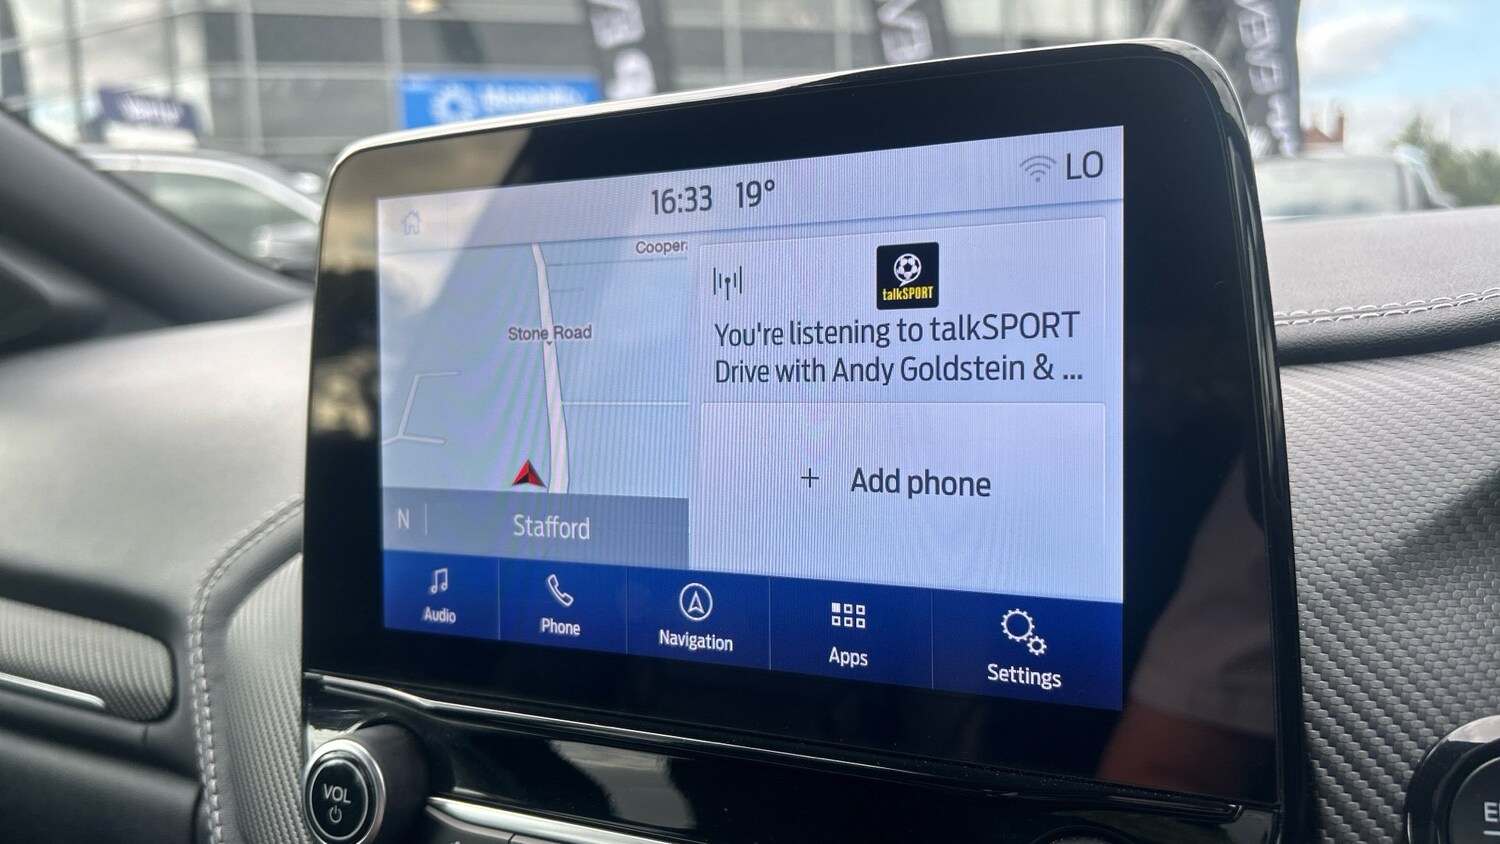 16:33 19° LO
Cooper
Stone Road
talkSPORT
You're listening to talkSPORT
Drive with Andy Goldstein & ...
+ Add phone
N | Stafford
Audio
Phone
Navigation
Apps
Settings
VOL